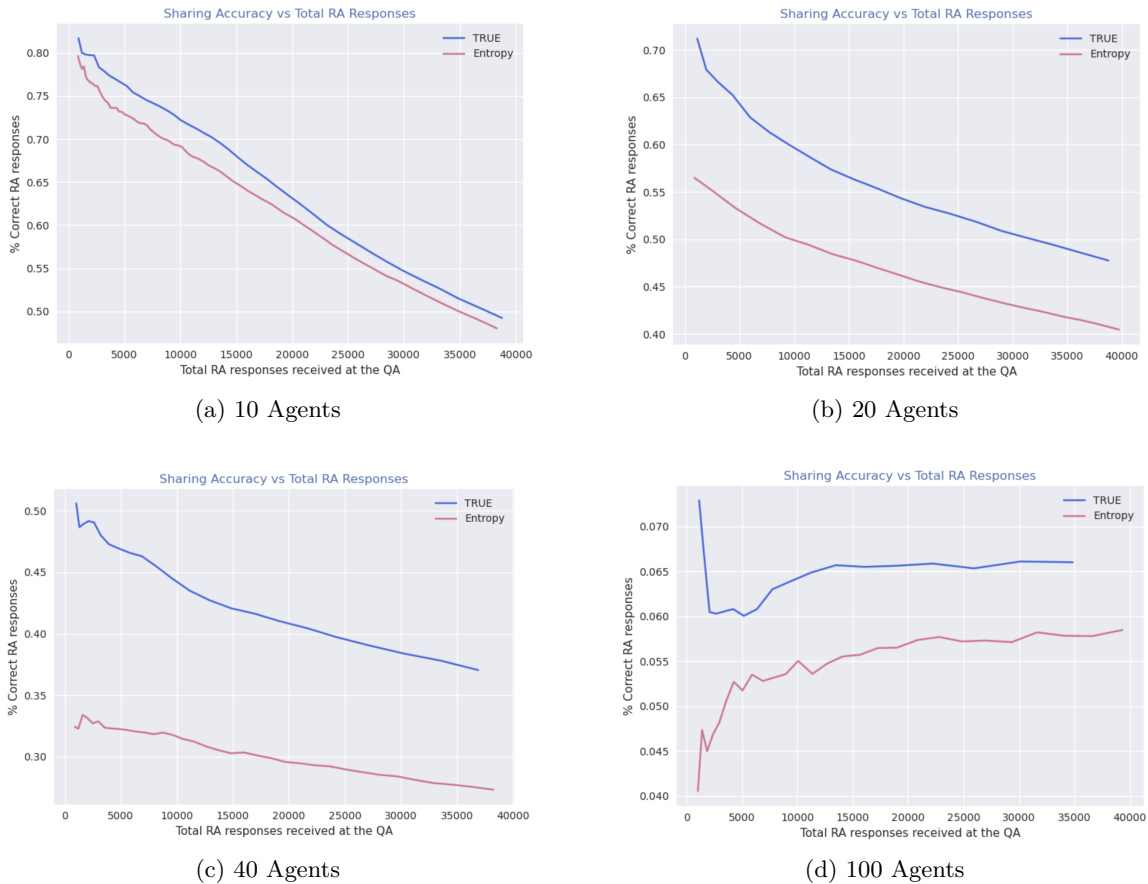 Sharing Accuracy vs Total RA Responses
TRUE
Entropy
% Correct RA responses
0.80
0.75
0.70
0.65
0.60
0.55
0.50
0 5000 10000 15000 20000 25000 30000 35000 40000
Total RA responses received at the QA
(a) 10 Agents
Sharing Accuracy vs Total RA Responses
TRUE
Entropy
% Correct RA responses
0.70
0.65
0.60
0.55
0.50
0.45
0.40
0 5000 10000 15000 20000 25000 30000 35000 40000
Total RA responses received at the QA
(b) 20 Agents
Sharing Accuracy vs Total RA Responses
TRUE
Entropy
% Correct RA responses
0.50
0.45
0.40
0.35
0.30
0 5000 10000 15000 20000 25000 30000 35000 40000
Total RA responses received at the QA
(c) 40 Agents
Sharing Accuracy vs Total RA Responses
TRUE
Entropy
% Correct RA responses
0.070
0.065
0.060
0.055
0.050
0.045
0.040
0 5000 10000 15000 20000 25000 30000 35000 40000
Total RA responses received at the QA
(d) 100 Agents